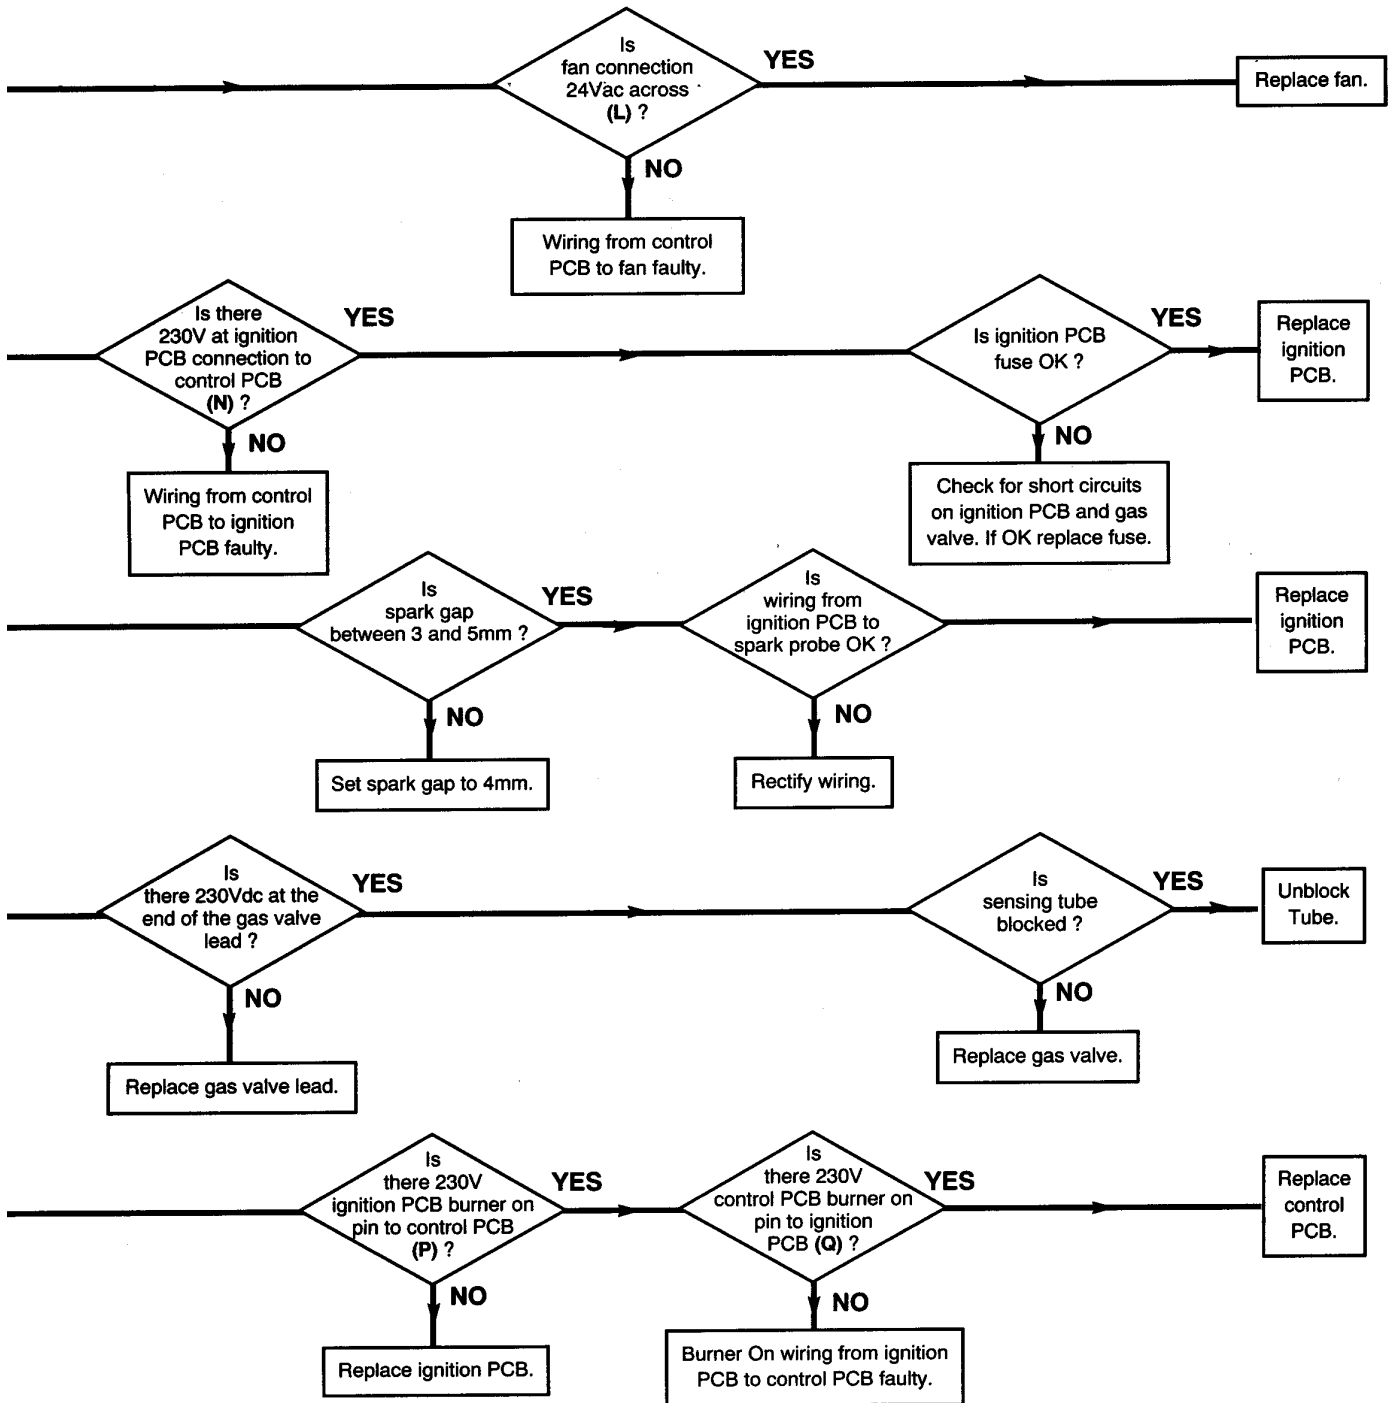 Is
fan connection
24Vac across
(L) ?
YES
Replace fan.
NO
Wiring from control
PCB to fan faulty.
Is there
230V at ignition
PCB connection to
control PCB
(N) ?
YES
Is ignition PCB
fuse OK ?
YES
Replace
ignition
PCB.
NO
Wiring from control
PCB to ignition
PCB faulty.
NO
Check for short circuits
on ignition PCB and gas
valve. If OK replace fuse.
Is
spark gap
between 3 and 5mm ?
YES
Is
wiring from
ignition PCB to
spark probe OK ?
Replace
ignition
PCB.
NO
Set spark gap to 4mm.
NO
Rectify wiring.
Is
there 230Vdc at the
end of the gas valve
lead ?
YES
Is
sensing tube
blocked ?
YES
Unblock
Tube.
NO
Replace gas valve lead.
NO
Replace gas valve.
Is
there 230V
ignition PCB burner on
pin to control PCB
(P) ?
YES
Is
there 230V
control PCB burner on
pin to ignition
PCB (Q) ?
YES
Replace
control
PCB.
NO
Replace ignition PCB.
NO
Burner On wiring from ignition
PCB to control PCB faulty.